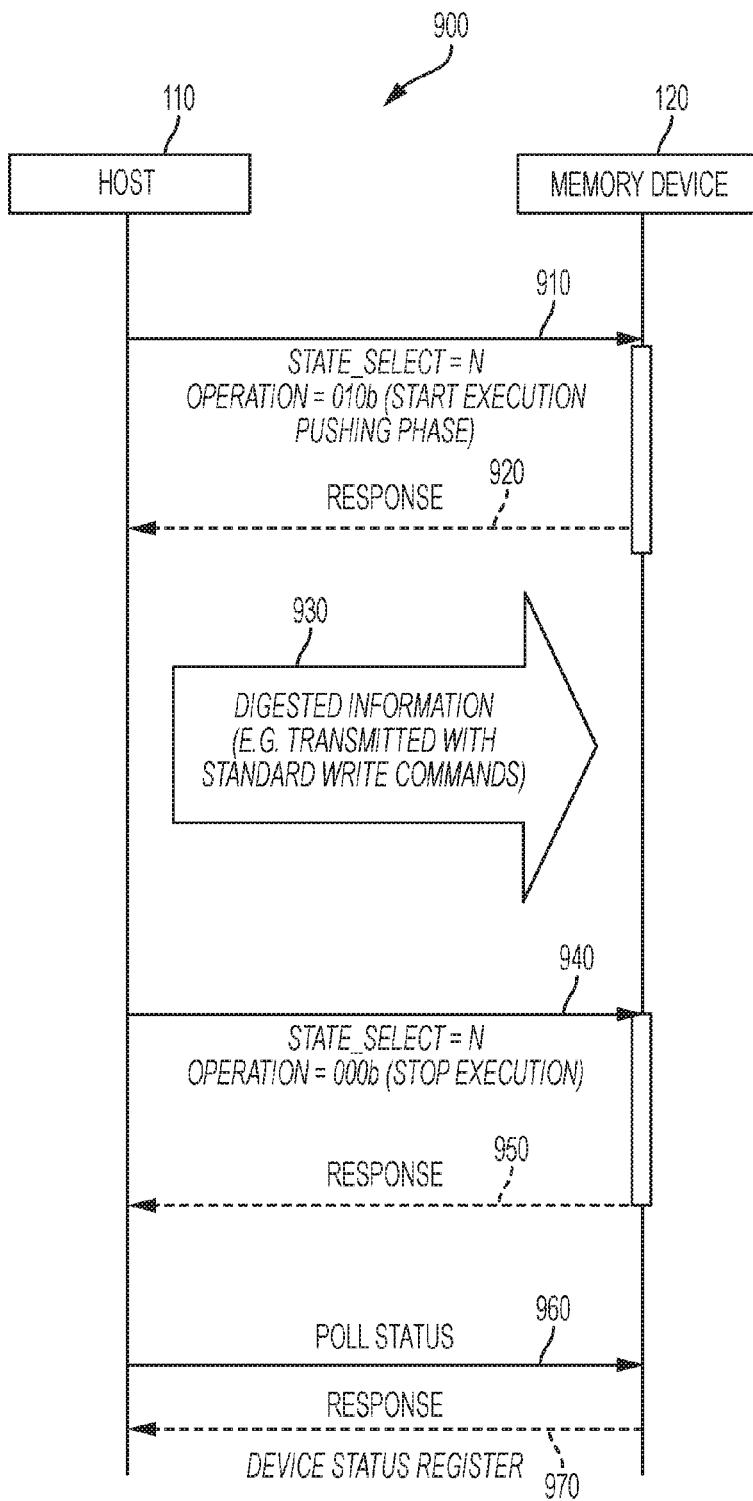 900
110
120
HOST
MEMORY DEVICE
910
STATE_SELECT = N
OPERATION = 010b (START EXECUTION
PUSHING PHASE)
920
RESPONSE
930
DIGESTED INFORMATION
(E.G. TRANSMITTED WITH
STANDARD WRITE COMMANDS)
940
STATE_SELECT = N
OPERATION = 000b (STOP EXECUTION)
950
RESPONSE
960
POLL STATUS
RESPONSE
DEVICE STATUS REGISTER
970